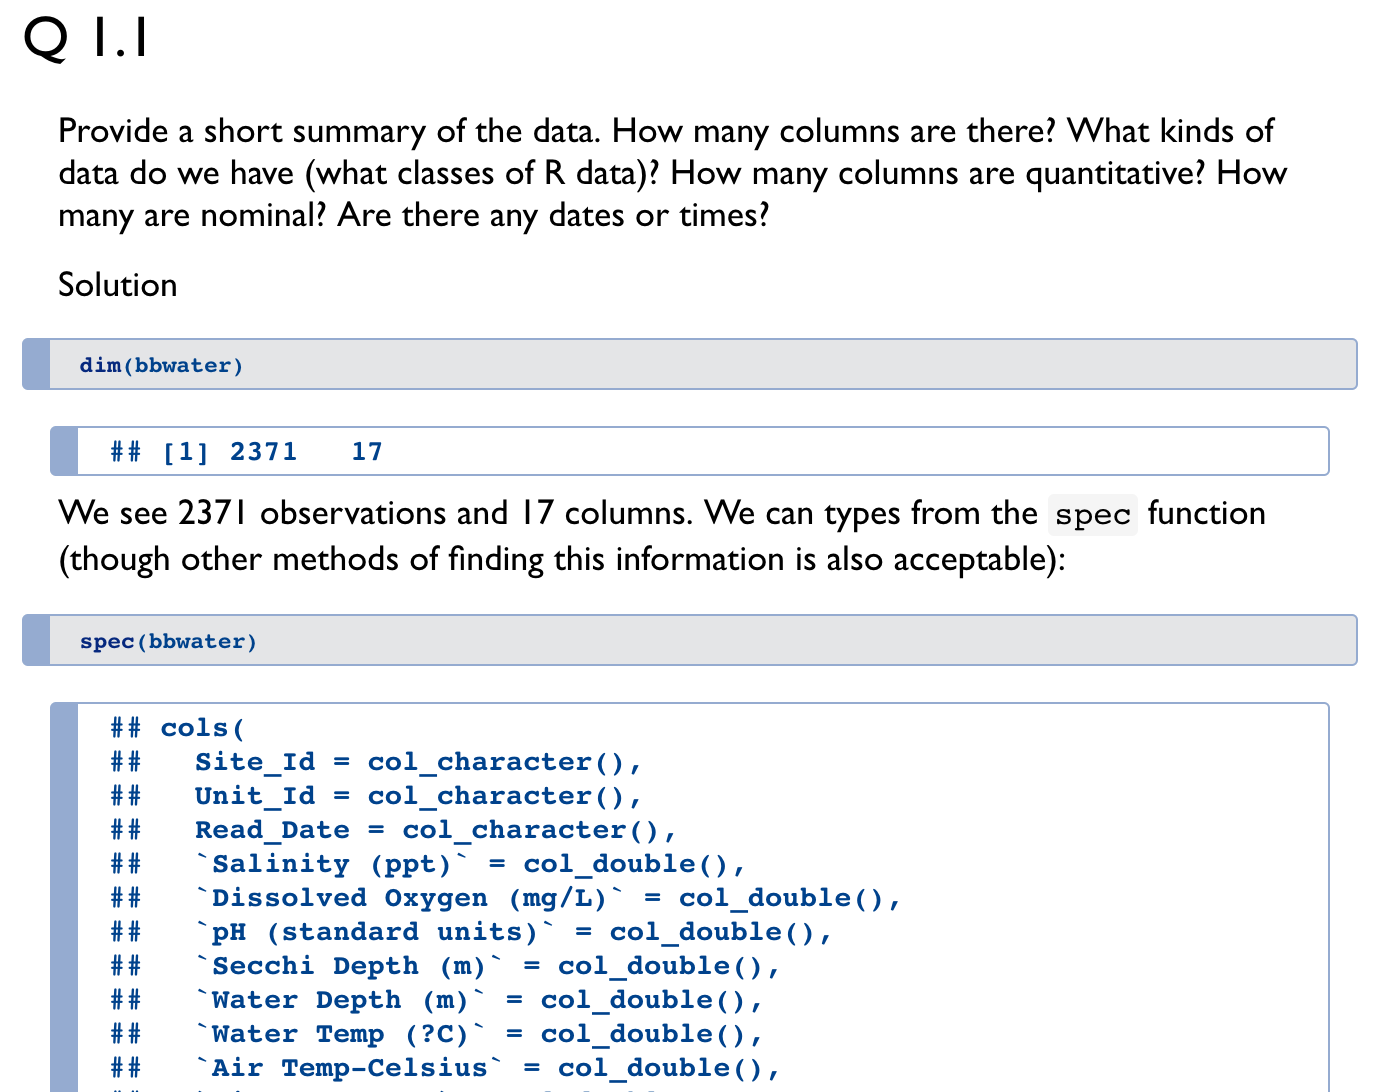 Q 1.1
Provide a short summary of the data. How many columns are there? What kinds of
data do we have (what classes of R data)? How many columns are quantitative? How
many are nominal? Are there any dates or times?
Solution
dim(bbwater)
## [1] 2371   17
We see 2371 observations and 17 columns. We can types from the spec function
(though other methods of finding this information is also acceptable):
spec(bbwater)
## cols(
##   Site_Id = col_character(),
##   Unit_Id = col_character(),
##   Read_Date = col_character(),
##   `Salinity (ppt)` = col_double(),
##   `Dissolved Oxygen (mg/L)` = col_double(),
##   `pH (standard units)` = col_double(),
##   `Secchi Depth (m)` = col_double(),
##   `Water Depth (m)` = col_double(),
##   `Water Temp (?C)` = col_double(),
##   `Air Temp-Celsius` = col_double(),